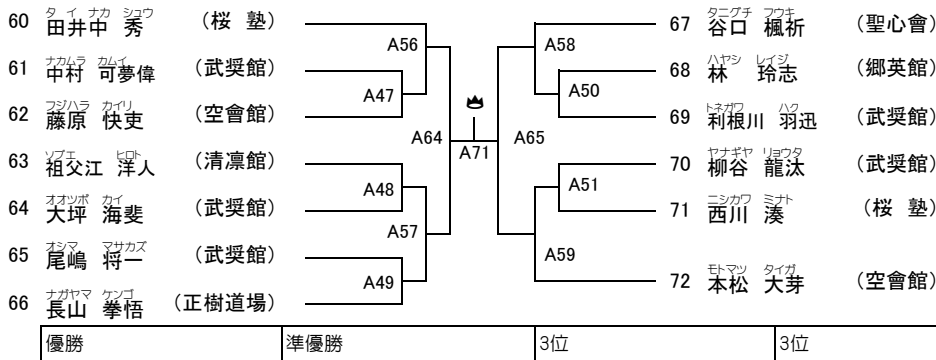 タイナカ シュウ
60 田井中 秀 (桜 塾)
ナカムラ カムイ
61 中村 可夢偉 (武奨館)
フジハラ カイリ
62 藤原 快吏 (空會館)
ソブエ ヒロト
63 祖父江 洋人 (清凛館)
オオツボ カイ
64 大坪 海斐 (武奨館)
オシマ マサカズ
65 尾嶋 将一 (武奨館)
ナガヤマ ケンゴ
66 長山 拳悟 (正樹道場)
A56
A47
A64
A48
A57
A49
A71
A58
A50
A65
A51
A59
タニグチ フウキ
67 谷口 楓祈 (聖心會)
ハヤシ レイジ
68 林 玲志 (郷英館)
トネガワ ハク
69 利根川 羽迅 (武奨館)
ヤナギヤ リョウタ
70 柳谷 龍汰 (武奨館)
ニシカワ ミナト
71 西川 湊 (桜 塾)
モトマツ タイガ
72 本松 大芽 (空會館)
優勝 準優勝 3位 3位